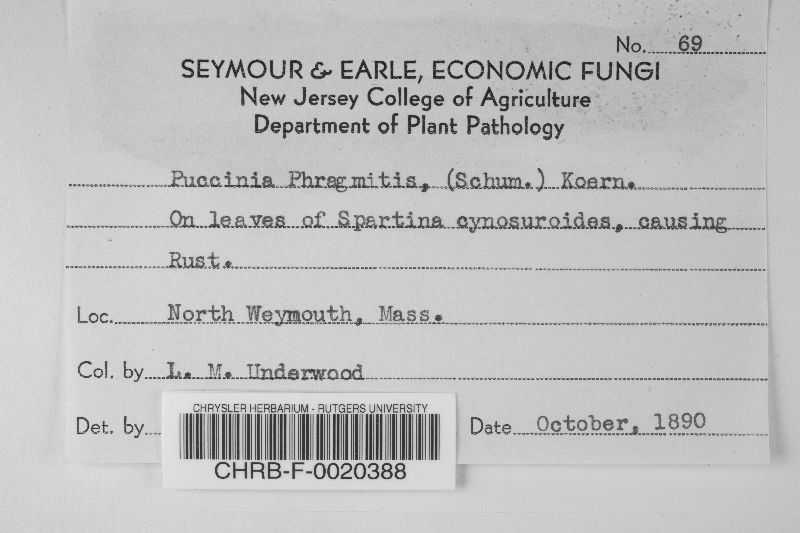 No. 69
SEYMOUR & EARLE, ECONOMIC FUNGI
New Jersey College of Agriculture
Department of Plant Pathology
Puccinia Phragmitis, (Schum.) Koern.
On leaves of Spartina cynosuroides, causing
Rust.
Loc. North Weymouth, Mass.
Col. by L. M. Underwood
Det. by
Date October, 1890
CHRYSLER HERBARIUM - RUTGERS UNIVERSITY
CHRB-F-0020388